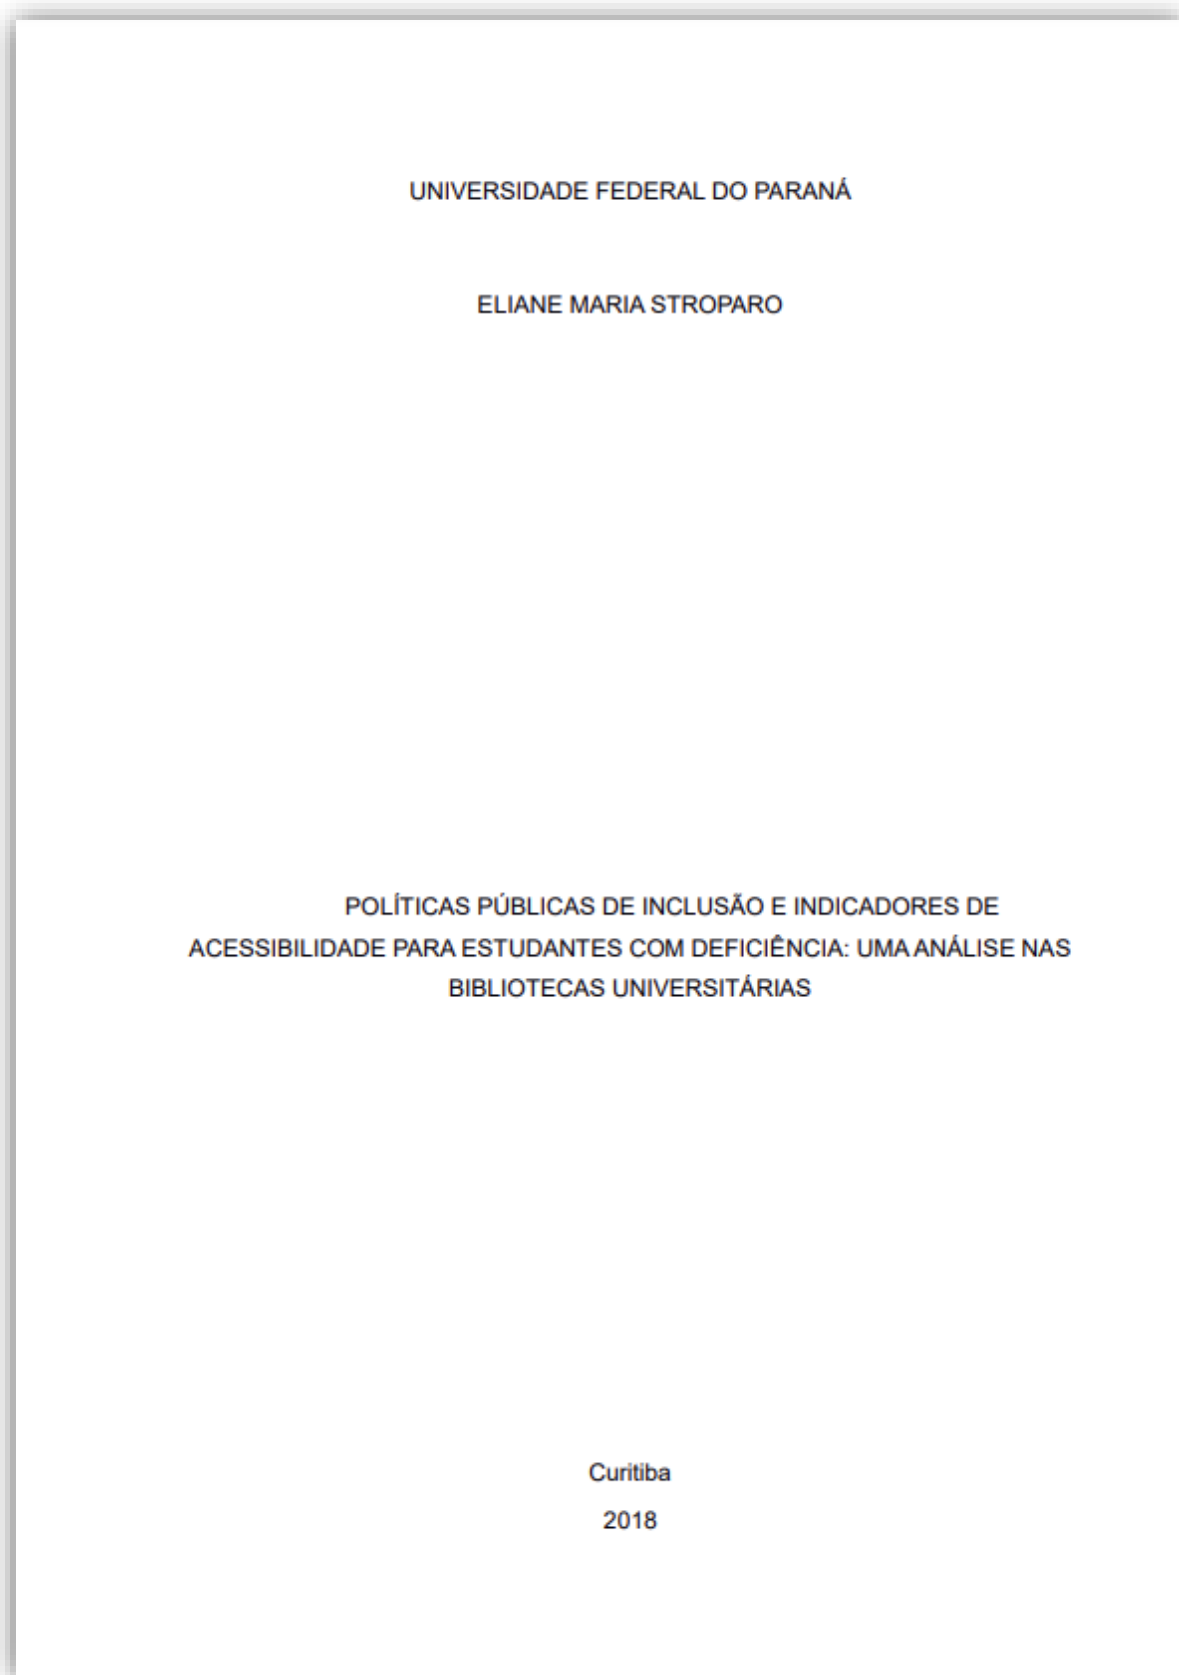 UNIVERSIDADE FEDERAL DO PARANÁ
ELIANE MARIA STROPARO
POLÍTICAS PÚBLICAS DE INCLUSÃO E INDICADORES DE
ACESSIBILIDADE PARA ESTUDANTES COM DEFICIÊNCIA: UMA ANÁLISE NAS
BIBLIOTECAS UNIVERSITÁRIAS
Curitiba
2018